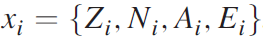 x_i = {Z_i, N_i, A_i, E_i}